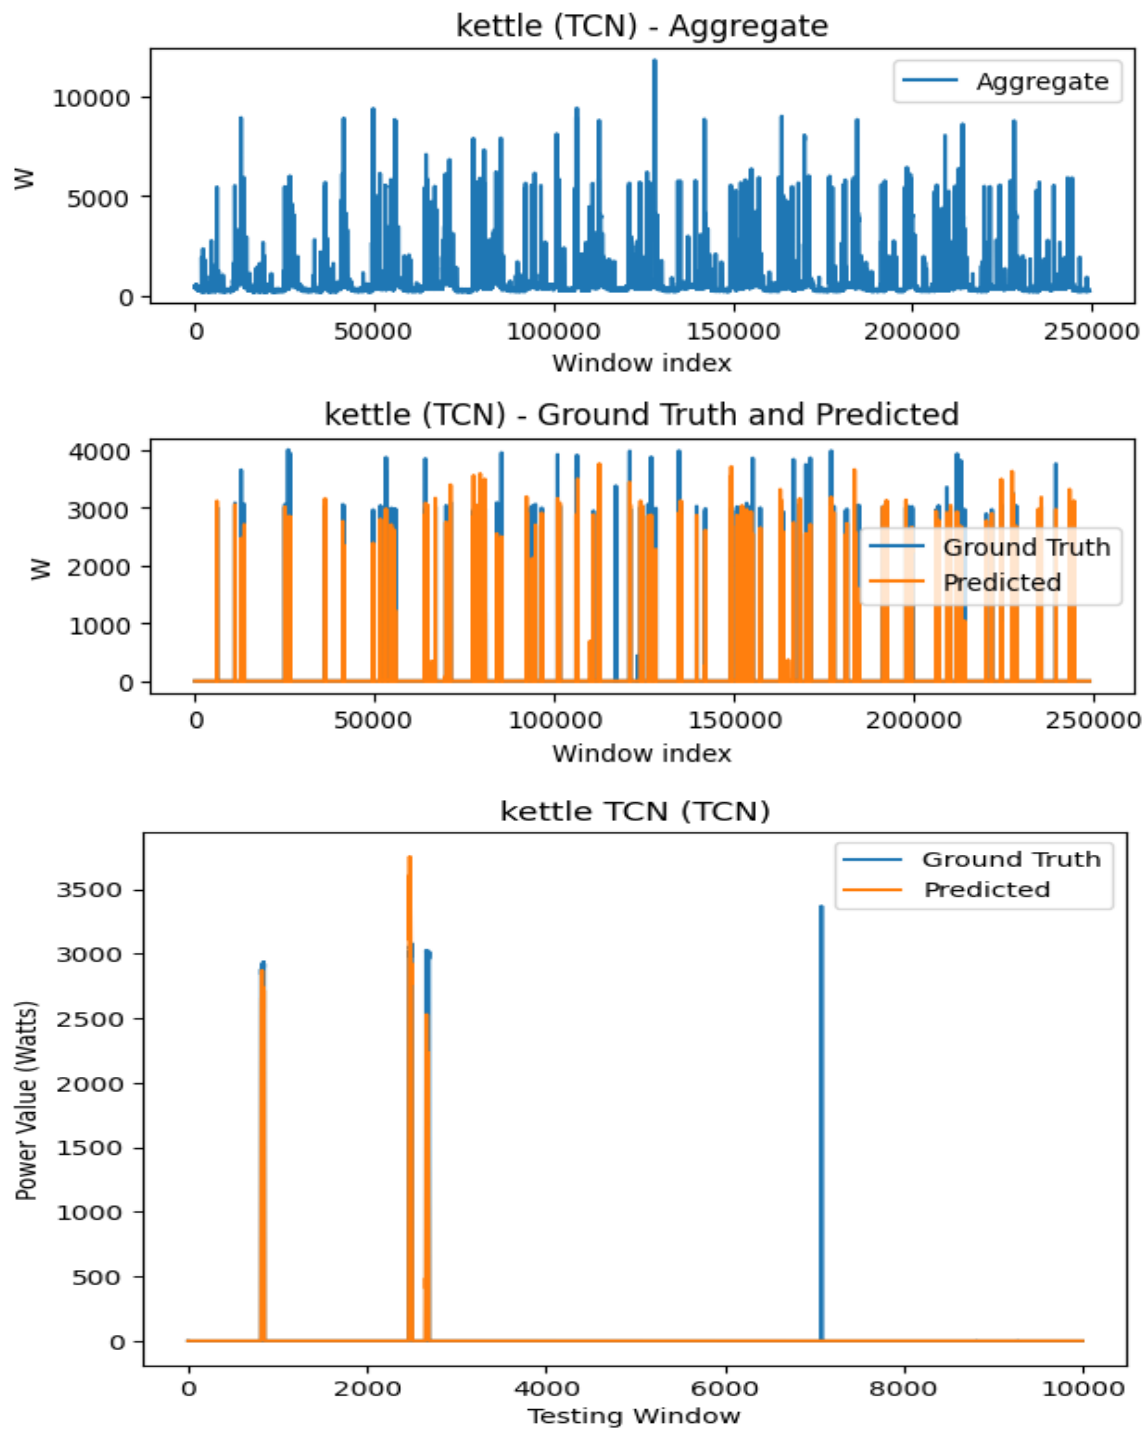 kettle (TCN) - Aggregate
10000
5000
0
W
Aggregate
0 50000 100000 150000 200000 250000
Window index
kettle (TCN) - Ground Truth and Predicted
4000
3000
2000
1000
0
W
Ground Truth
Predicted
0 50000 100000 150000 200000 250000
Window index
kettle TCN (TCN)
3500
3000
2500
2000
1500
1000
500
0
Power Value (Watts)
Ground Truth
Predicted
0 2000 4000 6000 8000 10000
Testing Window